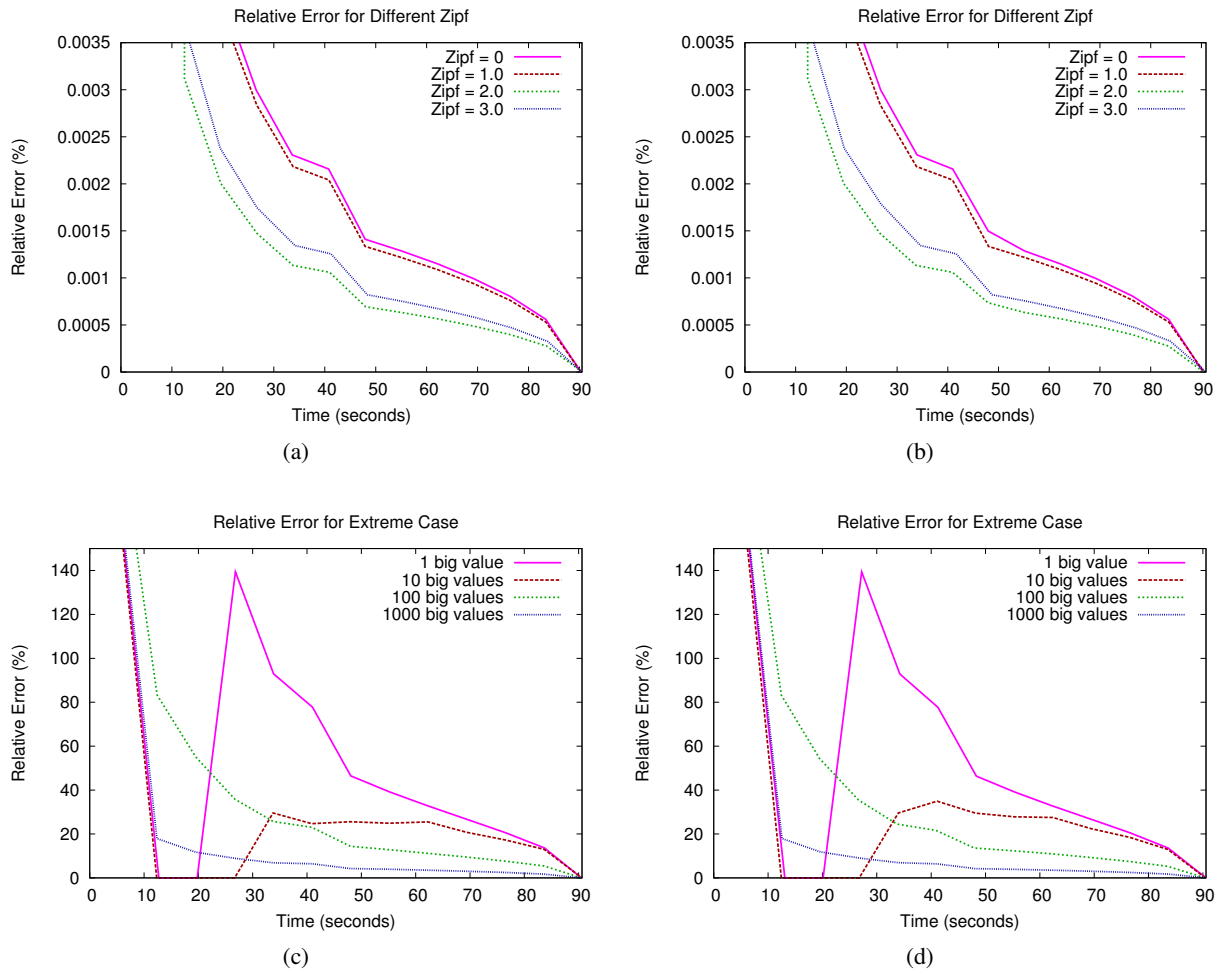 Relative Error for Different Zipf
0.0035
0.003
0.0025
0.002
0.0015
0.001
0.0005
0
Relative Error (%)
Zipf = 0
Zipf = 1.0
Zipf = 2.0
Zipf = 3.0
0 10 20 30 40 50 60 70 80 90
Time (seconds)
(a)
Relative Error for Different Zipf
0.0035
0.003
0.0025
0.002
0.0015
0.001
0.0005
0
Relative Error (%)
Zipf = 0
Zipf = 1.0
Zipf = 2.0
Zipf = 3.0
0 10 20 30 40 50 60 70 80 90
Time (seconds)
(b)
Relative Error for Extreme Case
140
120
100
80
60
40
20
0
Relative Error (%)
1 big value
10 big values
100 big values
1000 big values
0 10 20 30 40 50 60 70 80 90
Time (seconds)
(c)
Relative Error for Extreme Case
140
120
100
80
60
40
20
0
Relative Error (%)
1 big value
10 big values
100 big values
1000 big values
0 10 20 30 40 50 60 70 80 90
Time (seconds)
(d)